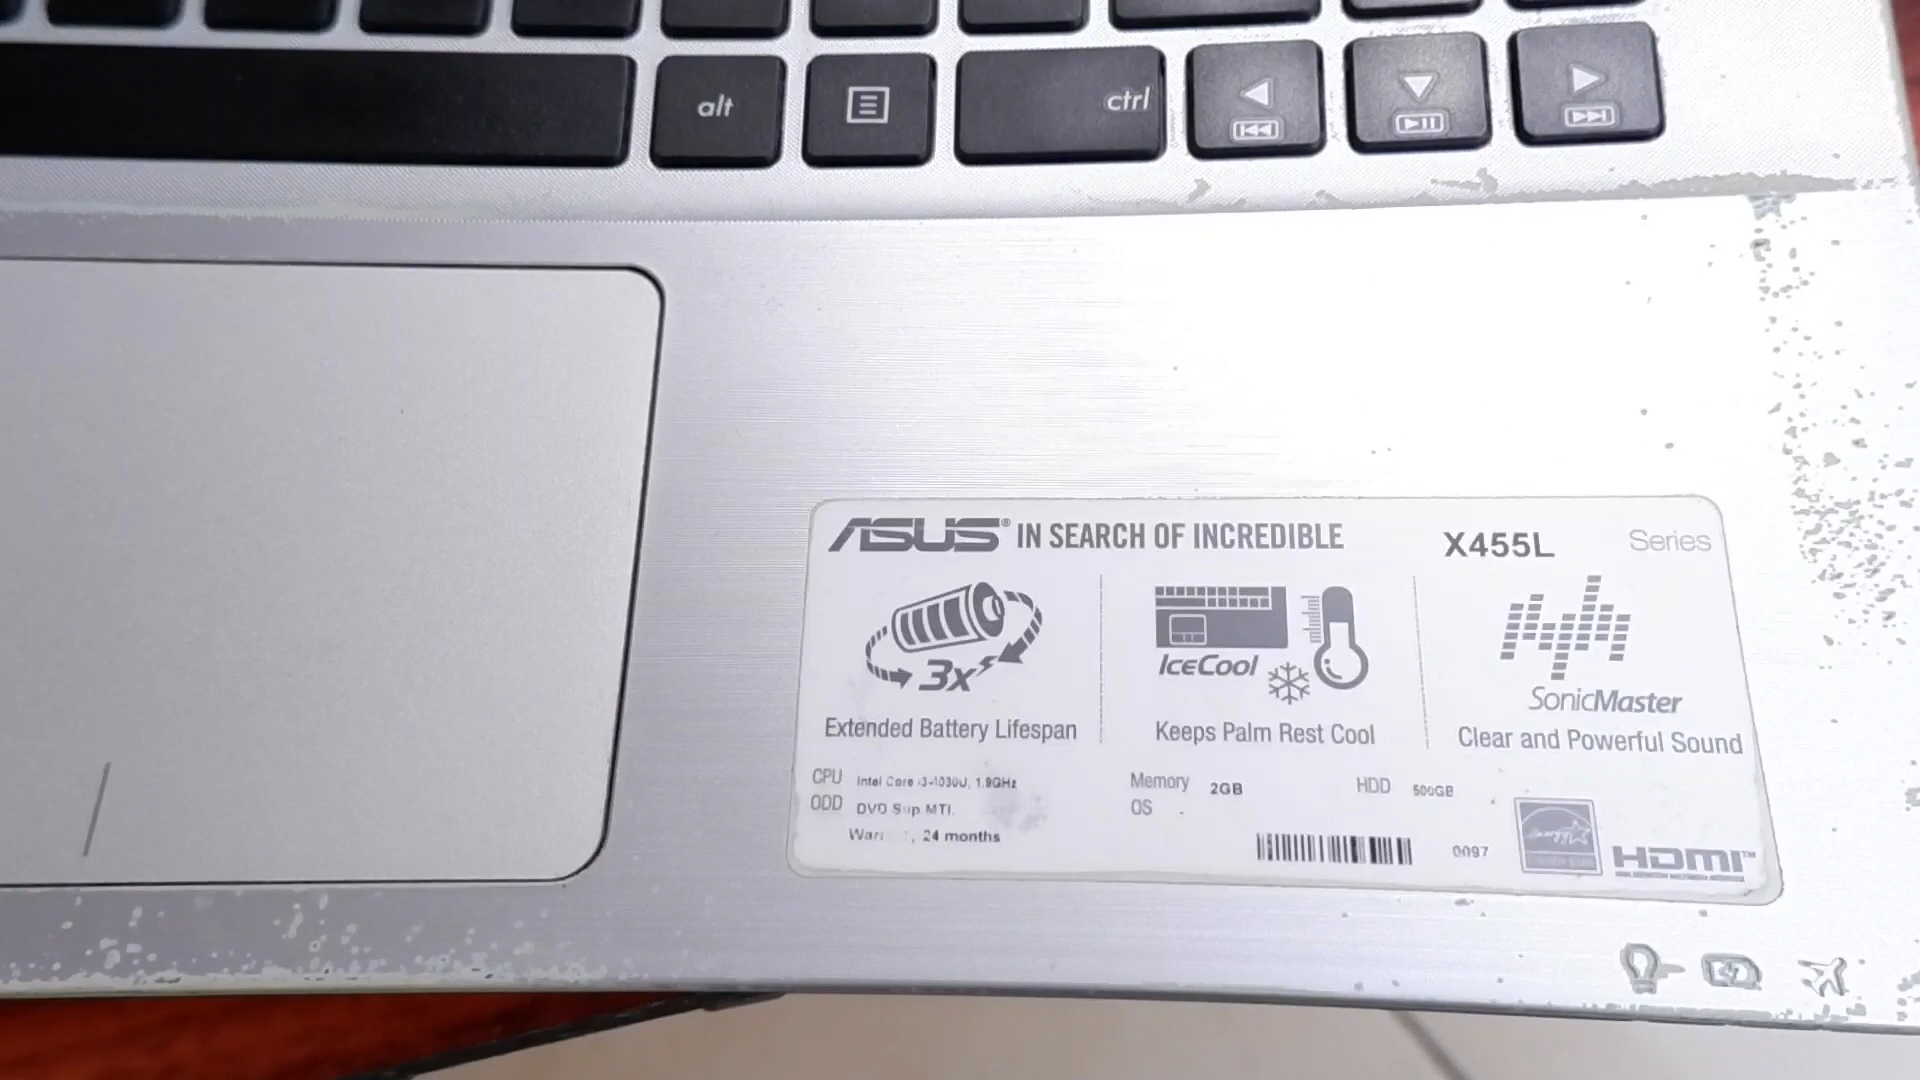 alt
ctrl
ASUS® IN SEARCH OF INCREDIBLE
X455L Series
3x
IceCool
SonicMaster
Extended Battery Lifespan
Keeps Palm Rest Cool
Clear and Powerful Sound
CPU Intel Core i3-4030U, 1.9GHz
Memory 2GB
HDD 500GB
ODD DVD Sup.MTI.
OS -
24 months
0097
HDMI™